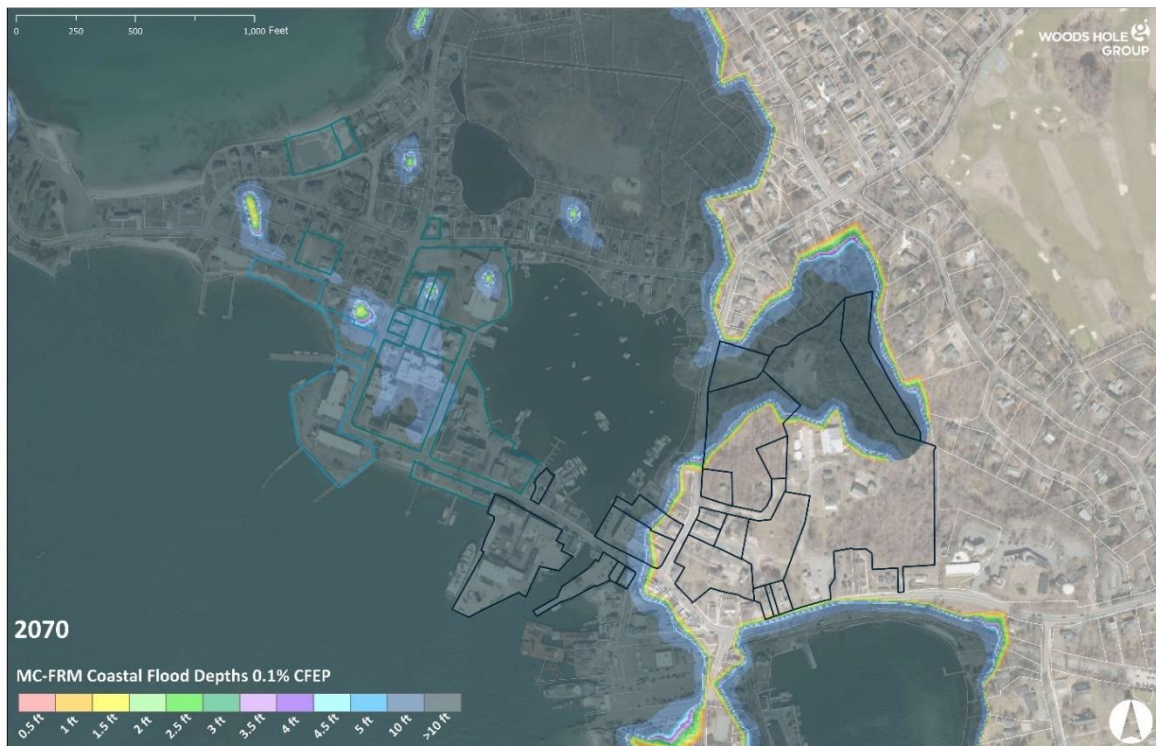 0 250 500 1,000 Feet
WOODS HOLE
GROUP
2070
MC-FRM Coastal Flood Depths 0.1% CFEP
0.5 ft 1 ft 1.5 ft 2 ft 2.5 ft 3 ft 3.5 ft 4 ft 4.5 ft 5 ft 10 ft >10 ft